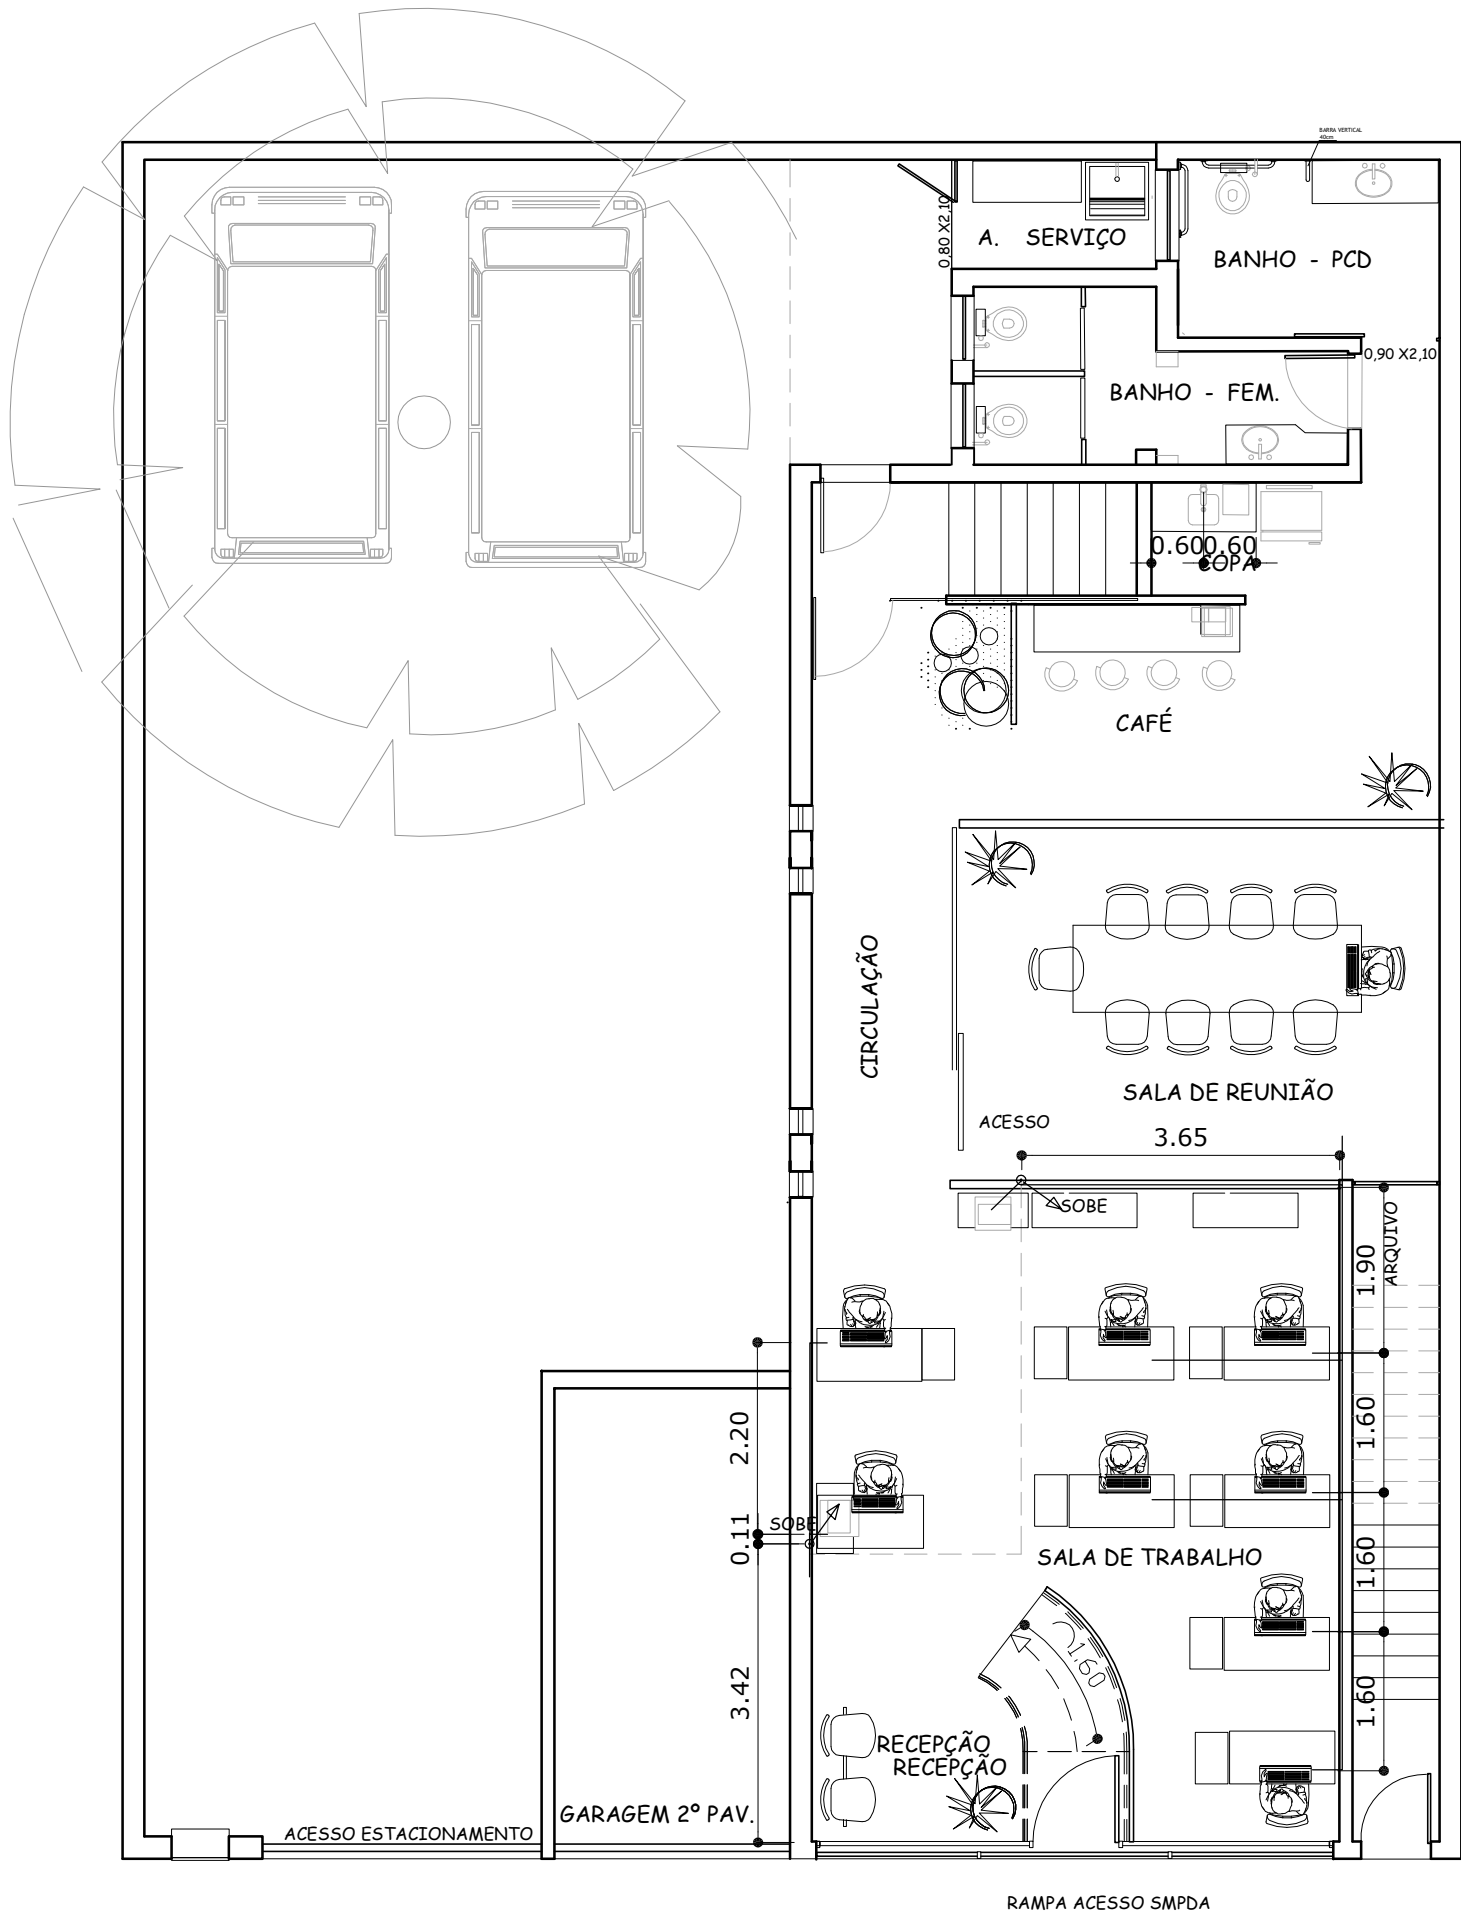 BARRA VERTICAL
40cm
0,80 X2,10
A. SERVIÇO
BANHO - PCD
0,90 X2,10
BANHO - FEM.
0.60
0.60
COPA
CAFÉ
CIRCULAÇÃO
SALA DE REUNIÃO
ACESSO
3.65
SOBE
ARQUIVO
1.90
2.20
1.60
0.11
SOBE
SALA DE TRABALHO
1.60
1,60
3.42
1.60
RECEPÇÃO
RECEPÇÃO
GARAGEM 2º PAV.
ACESSO ESTACIONAMENTO
RAMPA ACESSO SMPDA